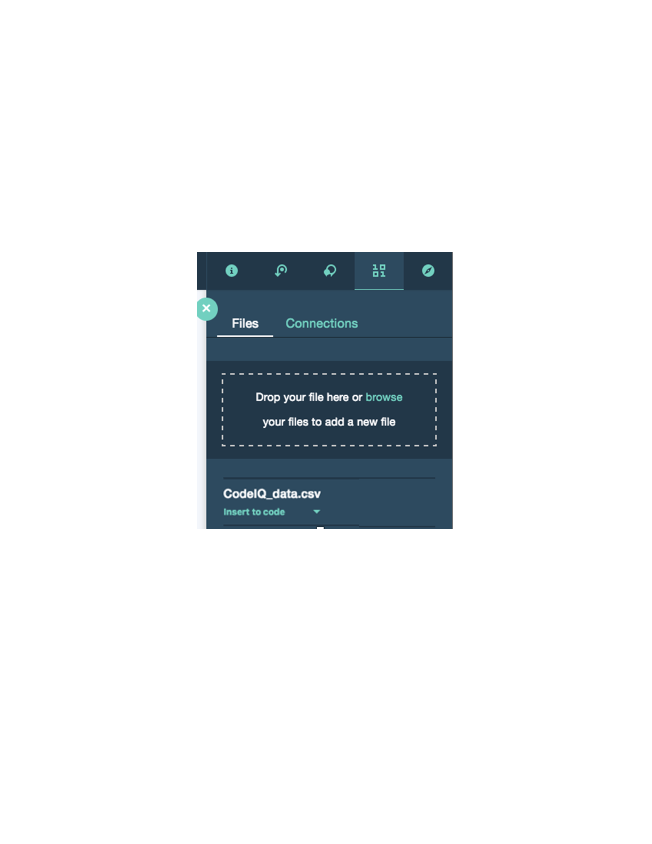 Files
Connections
Drop your file here or browse
your files to add a new file
CodeIQ_data.csv
Insert to code